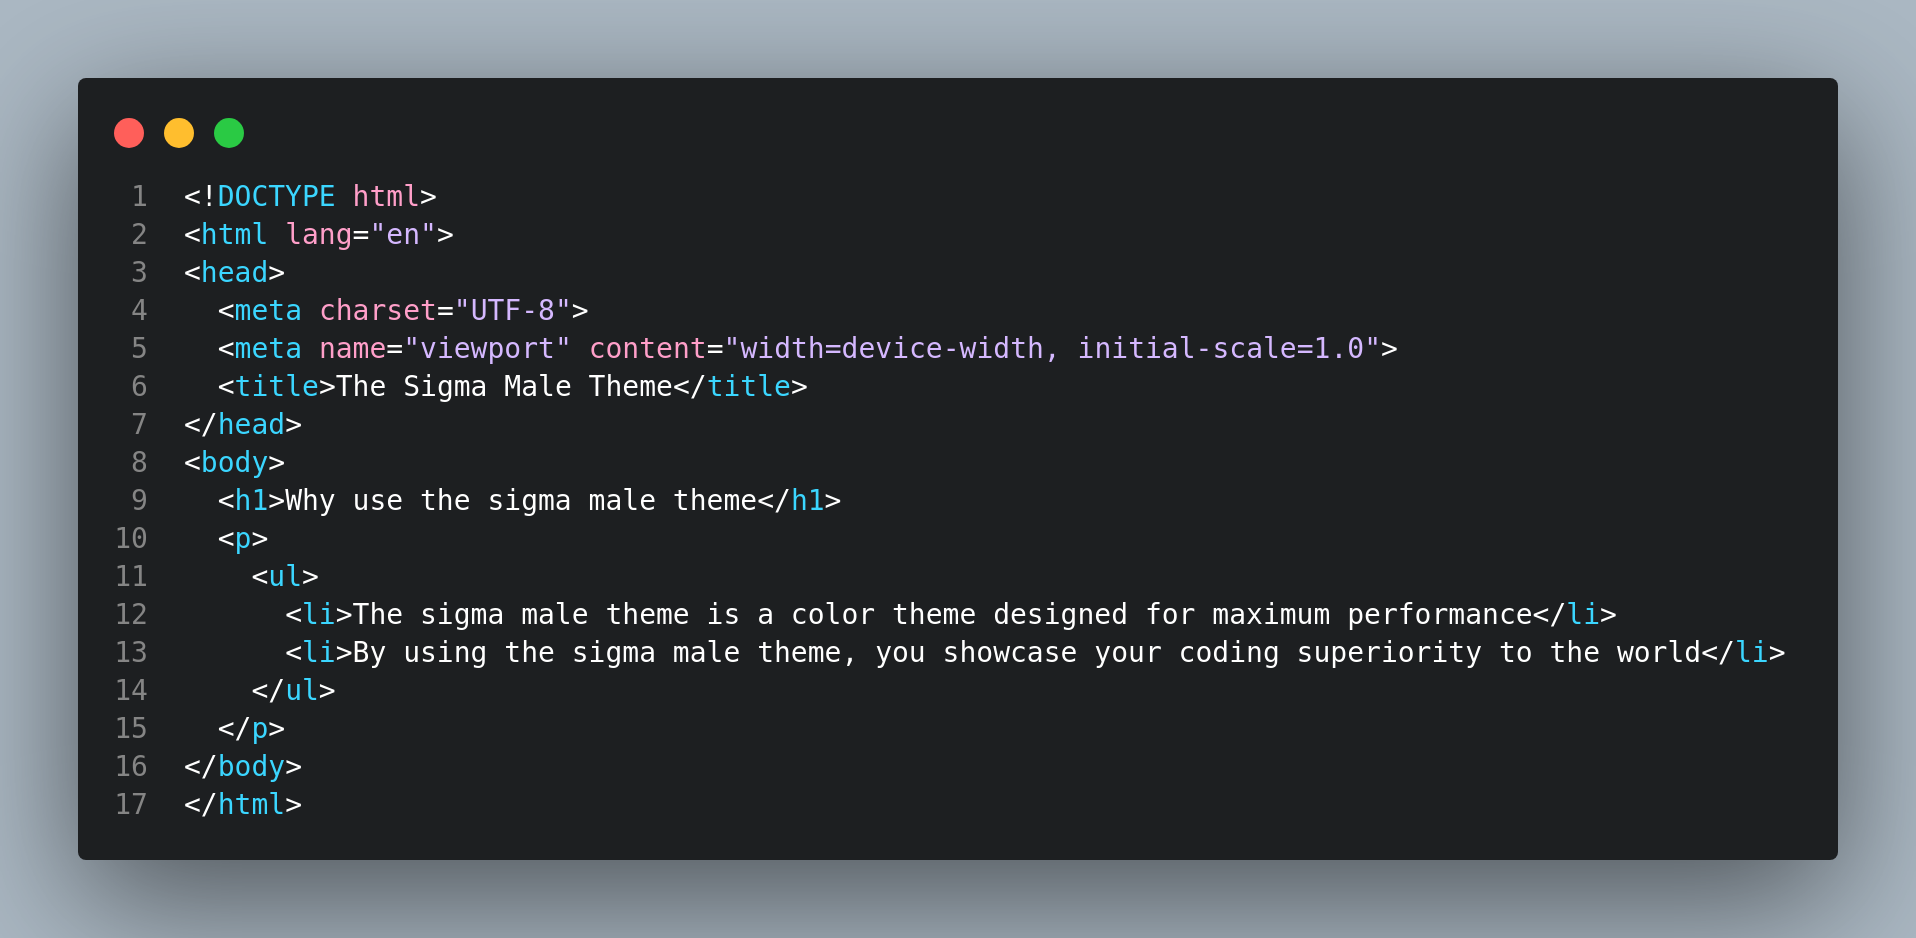 1 <!DOCTYPE html>
2 <html lang="en">
3 <head>
4   <meta charset="UTF-8">
5   <meta name="viewport" content="width=device-width, initial-scale=1.0">
6   <title>The Sigma Male Theme</title>
7 </head>
8 <body>
9   <h1>Why use the sigma male theme</h1>
10   <p>
11     <ul>
12       <li>The sigma male theme is a color theme designed for maximum performance</li>
13       <li>By using the sigma male theme, you showcase your coding superiority to the world</li>
14     </ul>
15   </p>
16 </body>
17 </html>